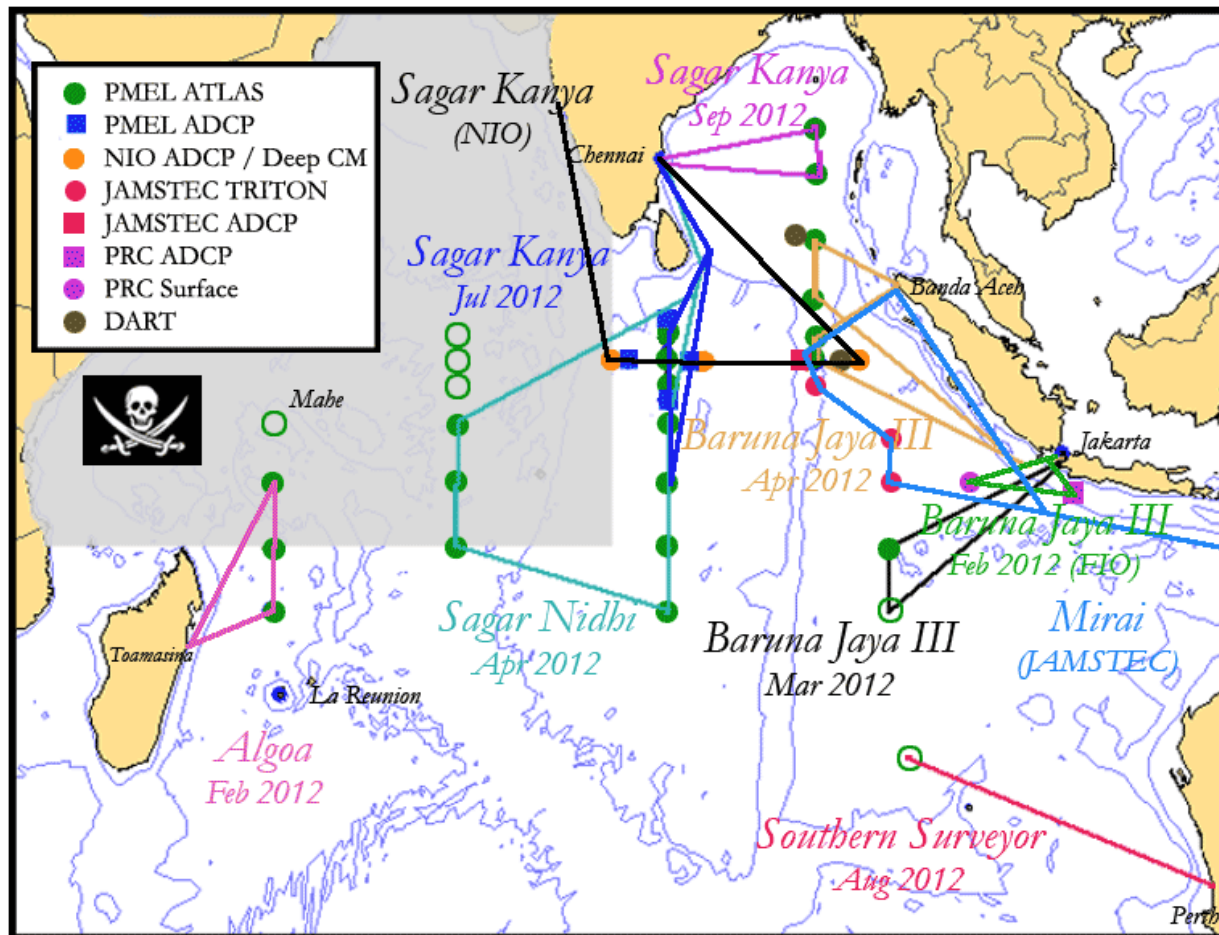 PMEL ATLAS
PMEL ADCP
NIO ADCP / Deep CM
JAMSTEC TRITON
JAMSTEC ADCP
PRC ADCP
PRC Surface
DART
Sagar Kanya
(NIO)
Sagar Kanya
Sep 2012
Chennai
Sagar Kanya
Jul 2012
Banda Aceh
Mahe
Baruna Jaya III
Apr 2012
Jakarta
Baruna Jaya III
Feb 2012 (FIO)
Sagar Nidhi
Apr 2012
Baruna Jaya III
Mar 2012
Mirai
(JAMSTEC)
Toamasina
La Reunion
Algoa
Feb 2012
Southern Surveyor
Aug 2012
Perth